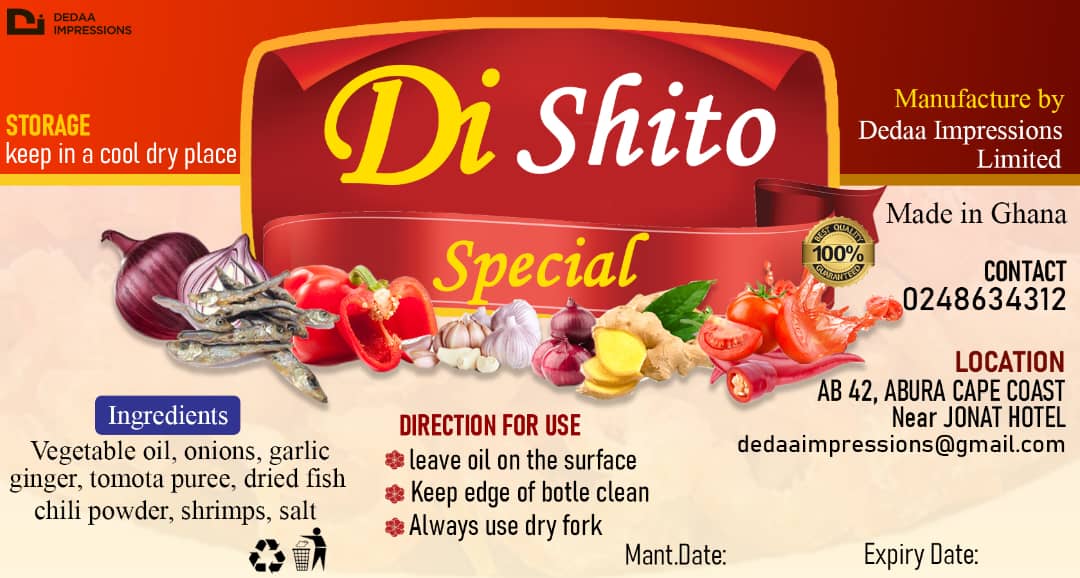 DEDAA
IMPRESSIONS
Di Shito
Special
STORAGE
keep in a cool dry place
Manufacture by
Dedaa Impressions
Limited
Made in Ghana
BEST QUALITY
100%
GUARANTEED
CONTACT
0248634312
LOCATION
AB 42, ABURA CAPE COAST
Near JONAT HOTEL
dedaaimpressions@gmail.com
Ingredients
Vegetable oil, onions, garlic
ginger, tomota puree, dried fish
chili powder, shrimps, salt
DIRECTION FOR USE
leave oil on the surface
Keep edge of botle clean
Always use dry fork
Mant.Date:
Expiry Date: